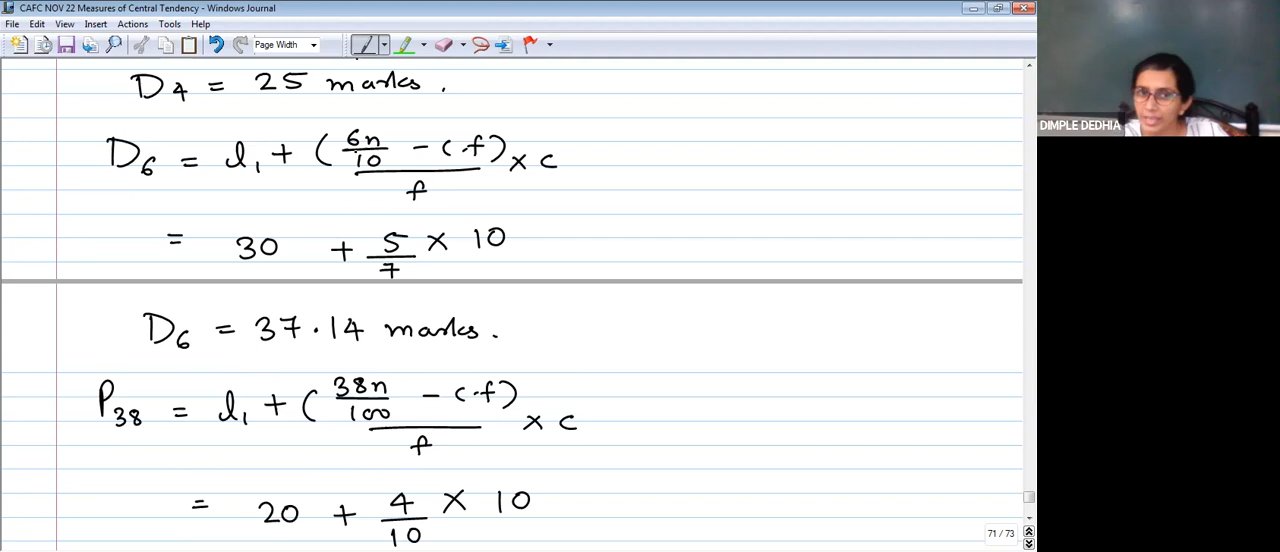 CAFC NOV 22 Measures of Central Tendency - Windows Journal
File Edit View Insert Actions Tools Help
Page Width
D4 = 25 marks.
D6 = l1 + (6n/10 - c.f)/f × c
= 30 + 5/7 × 10
D6 = 37.14 marks.
P38 = l1 + (38n/100 - c.f)/f × c
= 20 + 4/10 × 10
71 / 73
DIMPLE DEDHIA